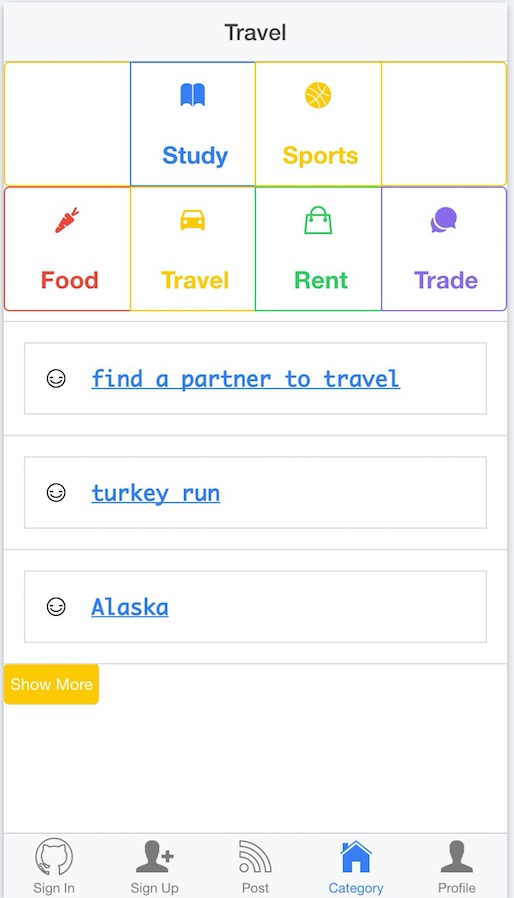 Travel
Study Sports
Food Travel Rent Trade
find a partner to travel
turkey run
Alaska
Show More
Sign In Sign Up Post Category Profile